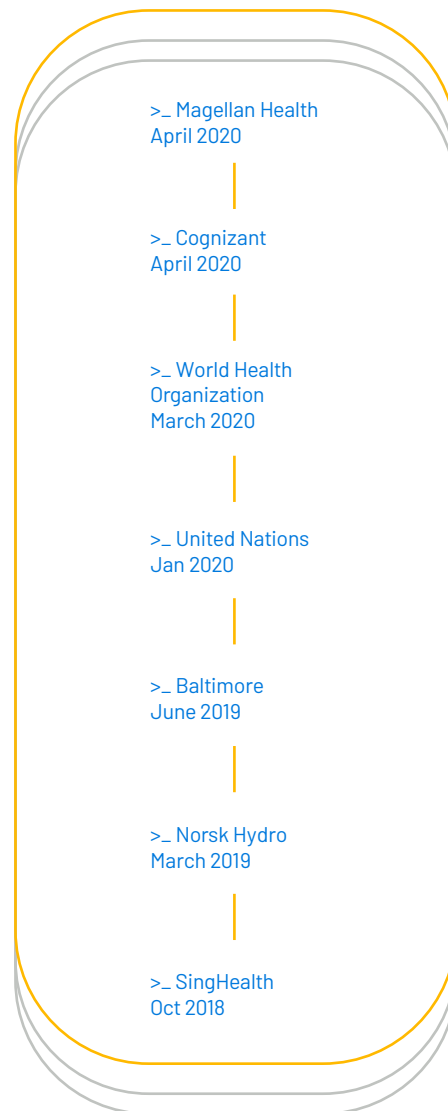 >_ Magellan Health
April 2020
>_ Cognizant
April 2020
>_ World Health
Organization
March 2020
>_ United Nations
Jan 2020
>_ Baltimore
June 2019
>_ Norsk Hydro
March 2019
>_ SingHealth
Oct 2018